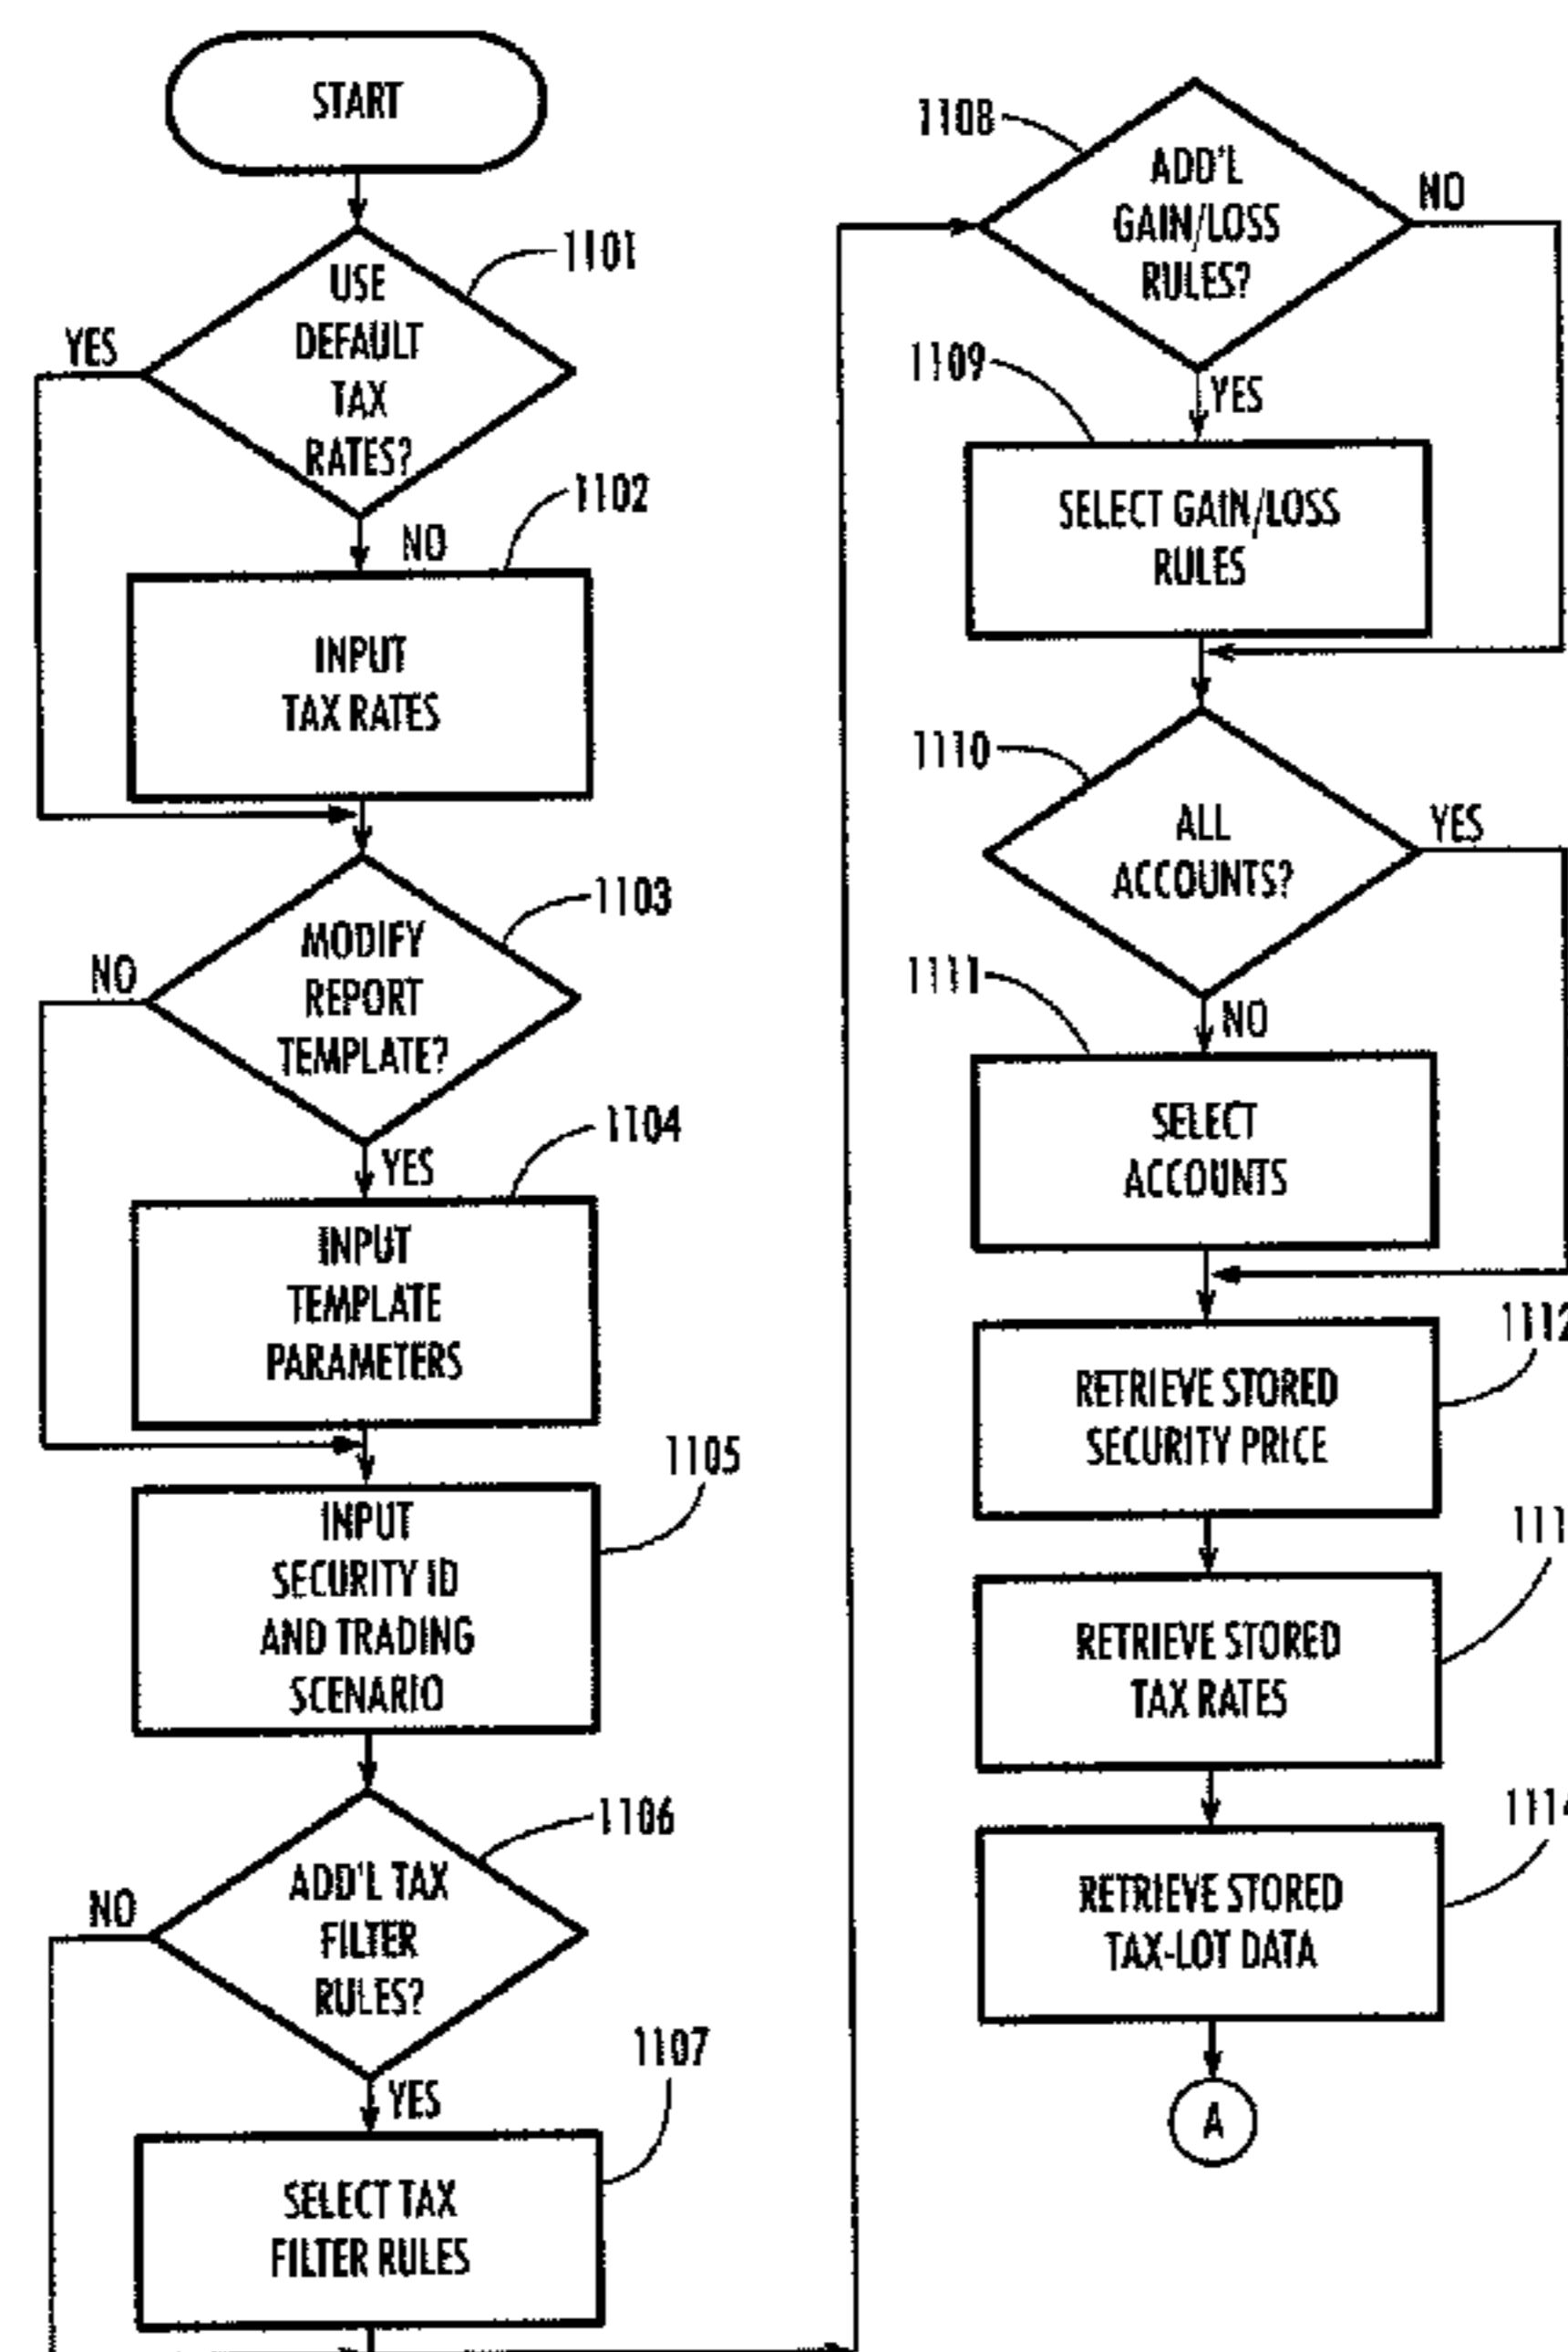 START
1101
USE
DEFAULT
TAX
RATES?
YES
NO
1102
INPUT
TAX RATES
1103
MODIFY
REPORT
TEMPLATE?
NO
YES
1104
INPUT
TEMPLATE
PARAMETERS
1105
INPUT
SECURITY ID
AND TRADING
SCENARIO
1106
ADD'L TAX
FILTER
RULES?
NO
YES
1107
SELECT TAX
FILTER RULES
1108
ADD'L
GAIN/LOSS
RULES?
NO
YES
1109
SELECT GAIN/LOSS
RULES
1110
ALL
ACCOUNTS?
YES
NO
1111
SELECT
ACCOUNTS
1112
RETRIEVE STORED
SECURITY PRICE
111
RETRIEVE STORED
TAX RATES
1114
RETRIEVE STORED
TAX-LOT DATA
A